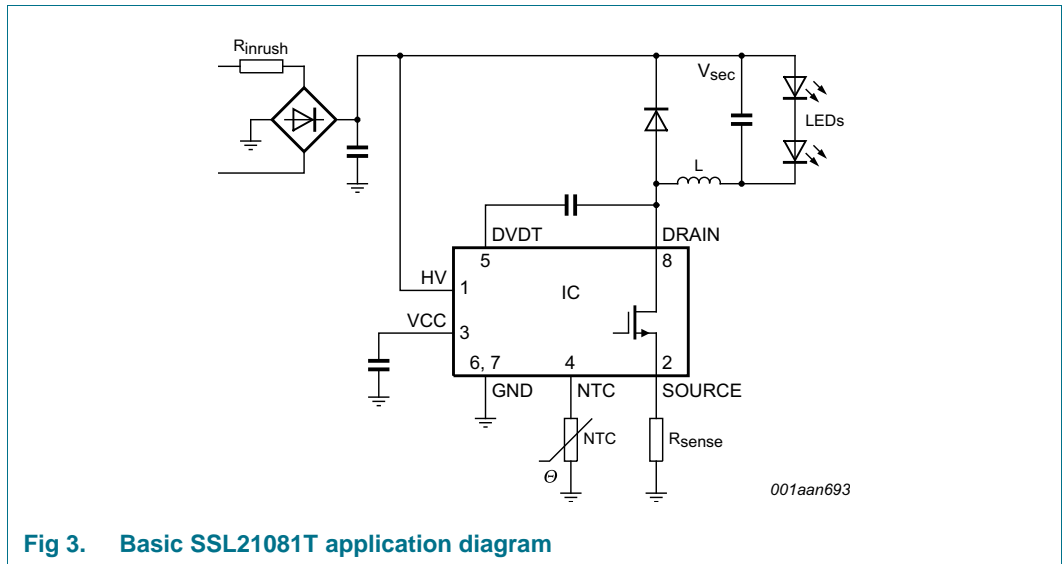 Rinrush
Vsec
LEDs
L
DVDT
DRAIN
5
8
HV
1
IC
VCC
3
6, 7
4
2
GND
NTC
SOURCE
NTC
Rsense
Θ
001aan693
Fig 3. Basic SSL21081T application diagram